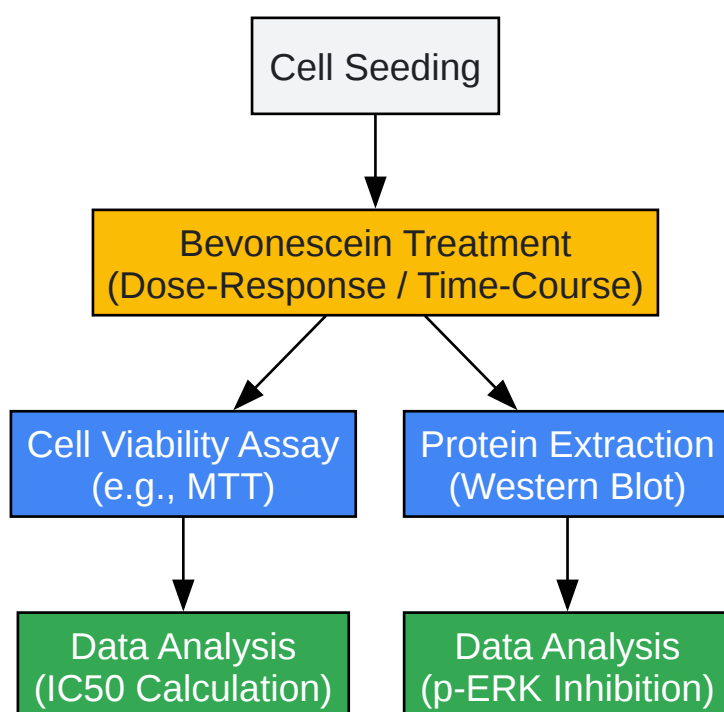 Cell Seeding
Bevonescein Treatment
(Dose-Response / Time-Course)
Cell Viability Assay
(e.g., MTT)
Protein Extraction
(Western Blot)
Data Analysis
(IC50 Calculation)
Data Analysis
(p-ERK Inhibition)